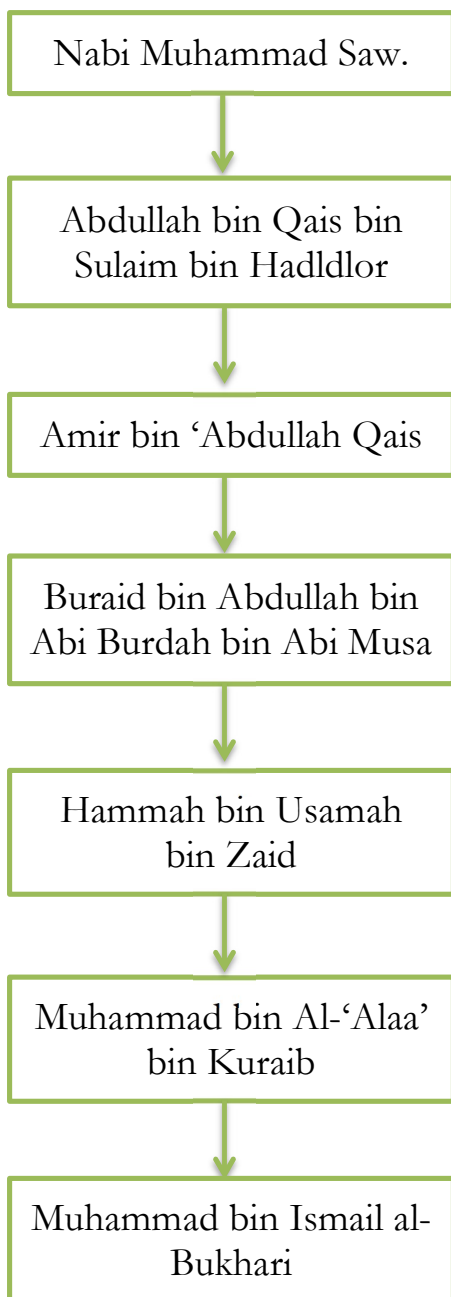 Nabi Muhammad Saw.
Abdullah bin Qais bin
Sulaim bin Hadldlor
Amir bin ‘Abdullah Qais
Buraid bin Abdullah bin
Abi Burdah bin Abi Musa
Hammah bin Usamah
bin Zaid
Muhammad bin Al-‘Alaa’
bin Kuraib
Muhammad bin Ismail al-
Bukhari